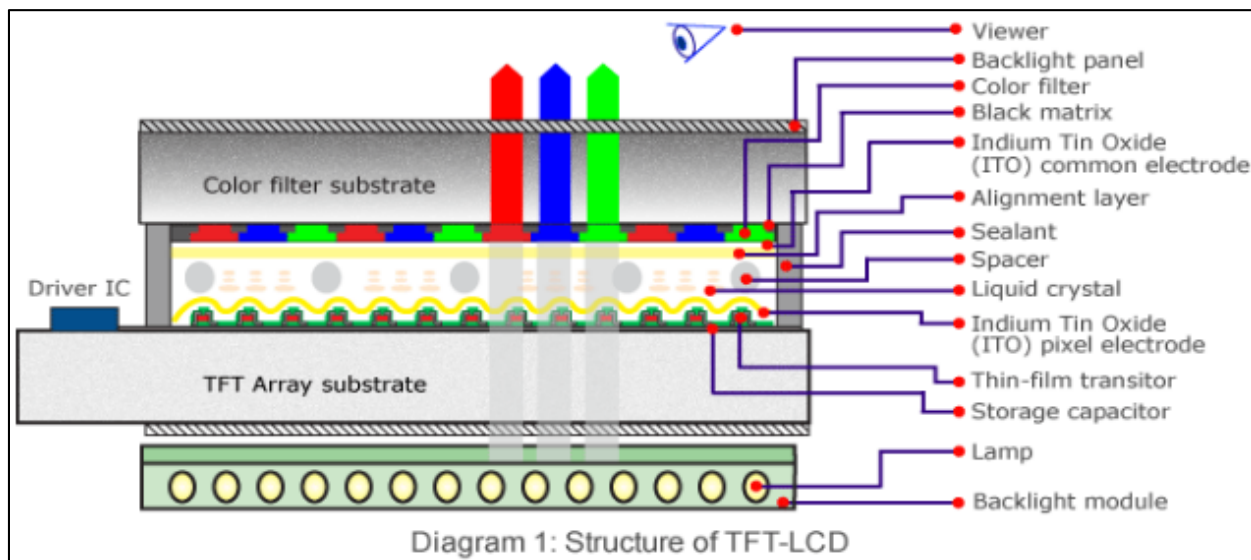 Viewer
Backlight panel
Color filter
Black matrix
Indium Tin Oxide
(ITO) common electrode
Alignment layer
Sealant
Spacer
Liquid crystal
Indium Tin Oxide
(ITO) pixel electrode
Thin-film transitor
Storage capacitor
Lamp
Backlight module
Color filter substrate
Driver IC
TFT Array substrate
Diagram 1: Structure of TFT-LCD